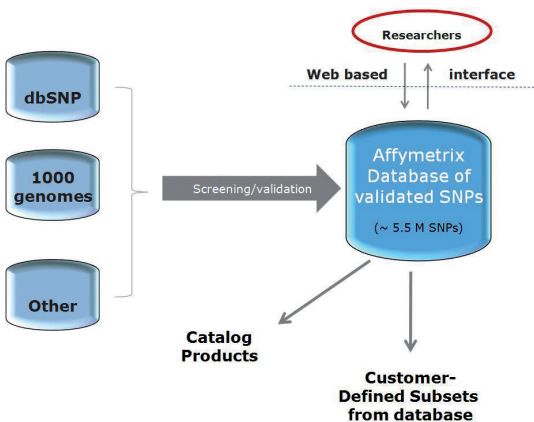 Researchers
Web based interface
dbSNP
1000
genomes
Other
Screening/validation
Affymetrix
Database of
validated SNPs
(~ 5.5 M SNPs)
Catalog
Products
Customer-
Defined Subsets
from database